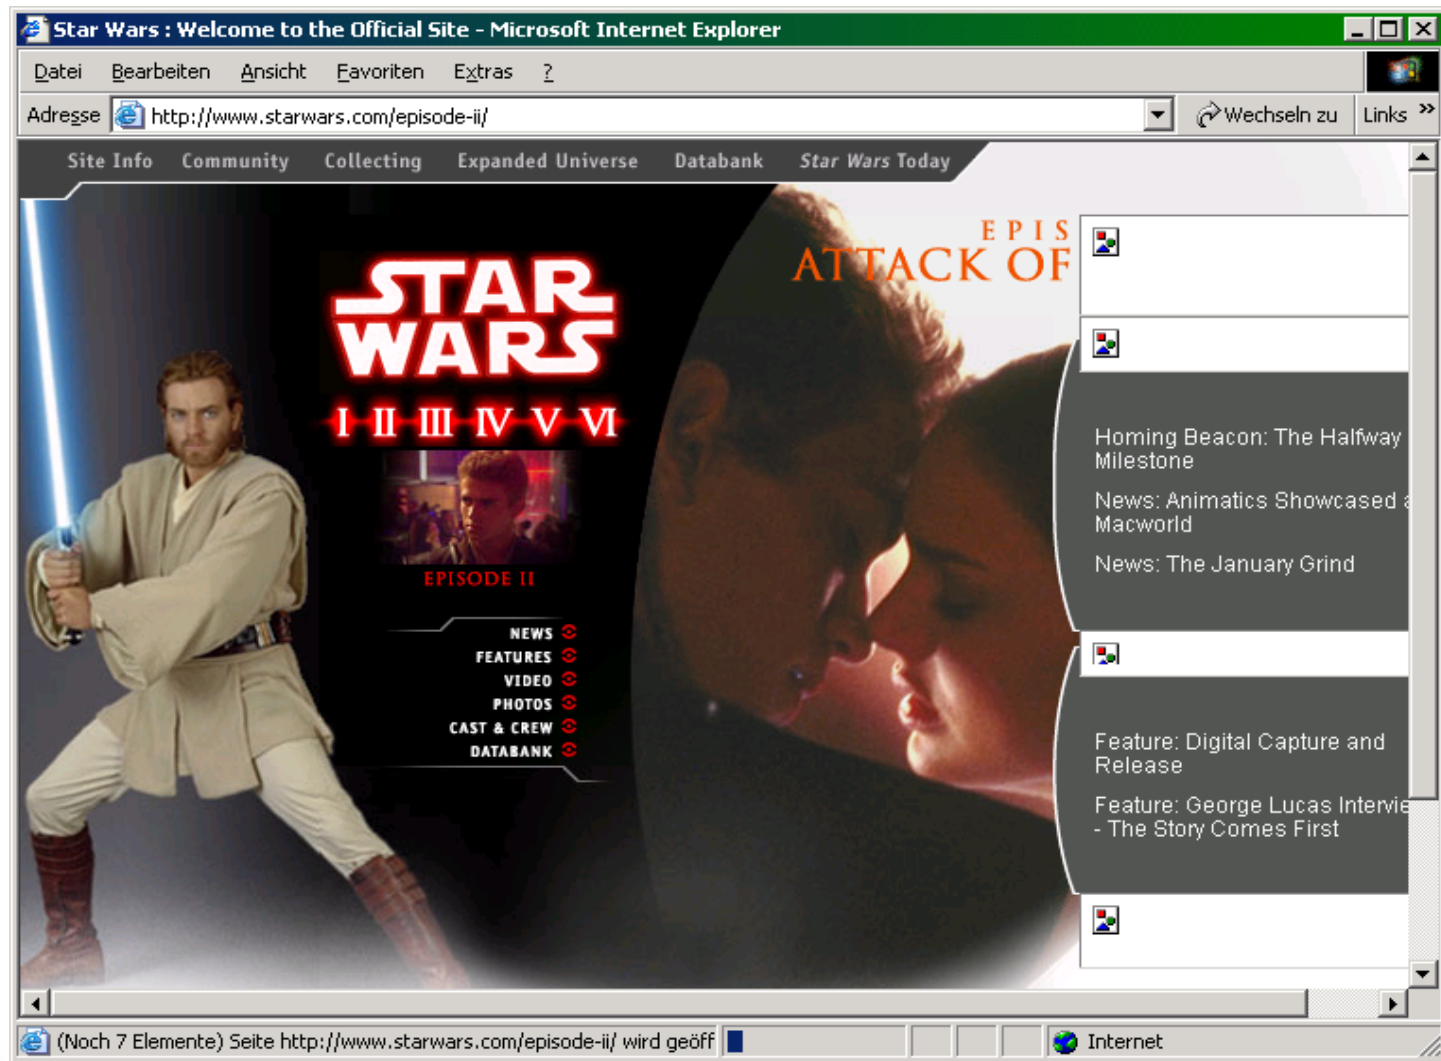 Star Wars : Welcome to the Official Site - Microsoft Internet Explorer
Datei Bearbeiten Ansicht Favoriten Extras ?
Adresse http://www.starwars.com/episode-ii/ Wechseln zu Links »
Site Info Community Collecting Expanded Universe Databank Star Wars Today
EPIS
ATTACK OF
STAR
WARS
I II III IV V VI
EPISODE II
NEWS
FEATURES
VIDEO
PHOTOS
CAST & CREW
DATABANK
Homing Beacon: The Halfway
Milestone
News: Animatics Showcased a
Macworld
News: The January Grind
Feature: Digital Capture and
Release
Feature: George Lucas Intervie
- The Story Comes First
(Noch 7 Elemente) Seite http://www.starwars.com/episode-ii/ wird geöff Internet